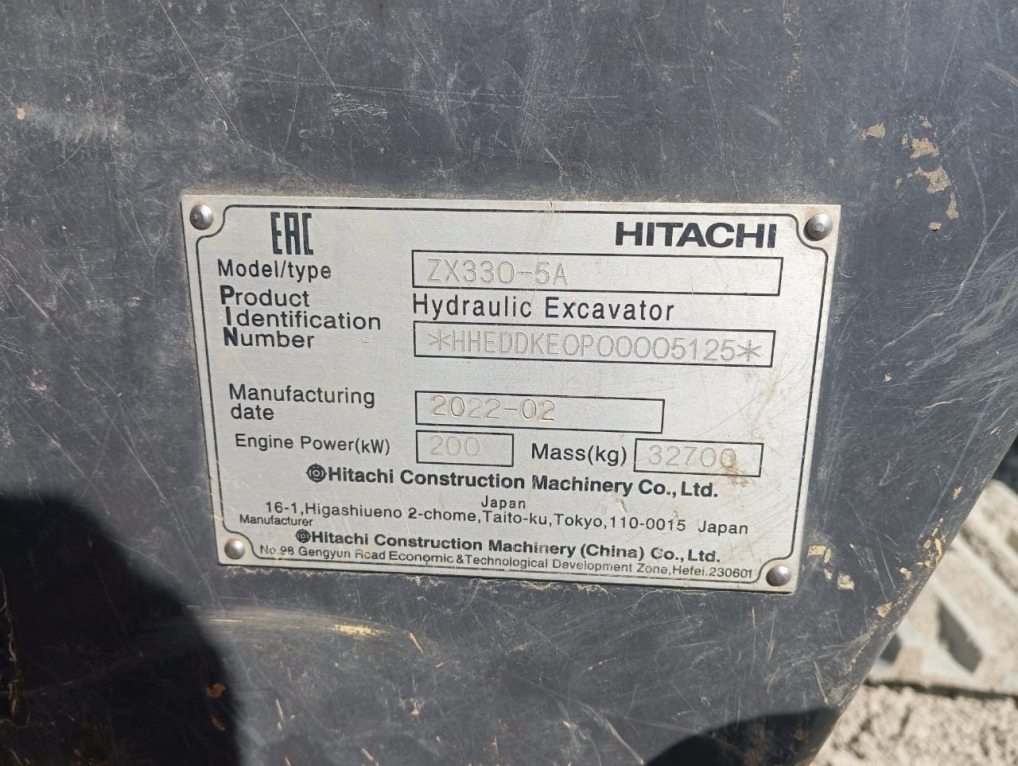 EAC HITACHI
Model/type ZX330-5A
Product Hydraulic Excavator
Identification
Number *HHEDDKE0P00005125*
Manufacturing
date 2022-02
Engine Power(kW) 200 Mass(kg) 32700
Hitachi Construction Machinery Co.,Ltd.
Japan
16-1,Higashiueno 2-chome,Taito-ku,Tokyo,110-0015 Japan
Manufacturer
Hitachi Construction Machinery (China) Co.,Ltd.
No.98 Gengyun Road Economic &Technological Development Zone,Hefei.230601